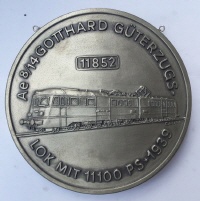 Ae 8/14 GOTTHARD GÜTERZUGS-
11852
LOK MIT 11100 PS-1939